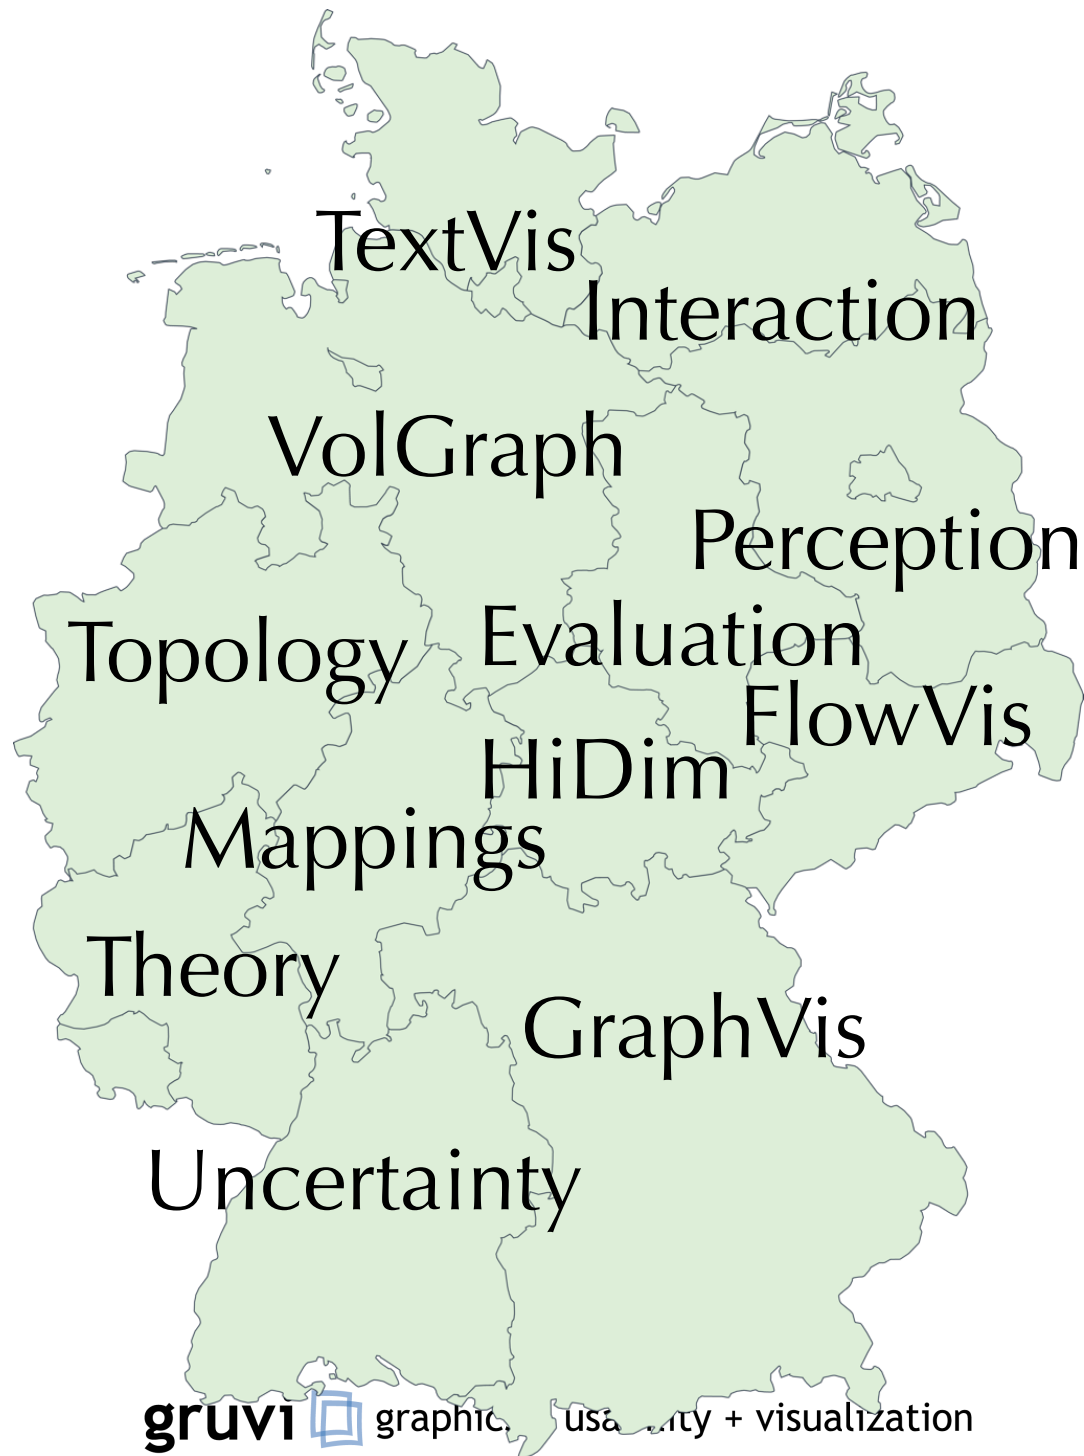 TextVis
Interaction
VolGraph
Perception
Evaluation
Topology
FlowVis
HiDim
Mappings
Theory
GraphVis
Uncertainty
gruvi + visualization